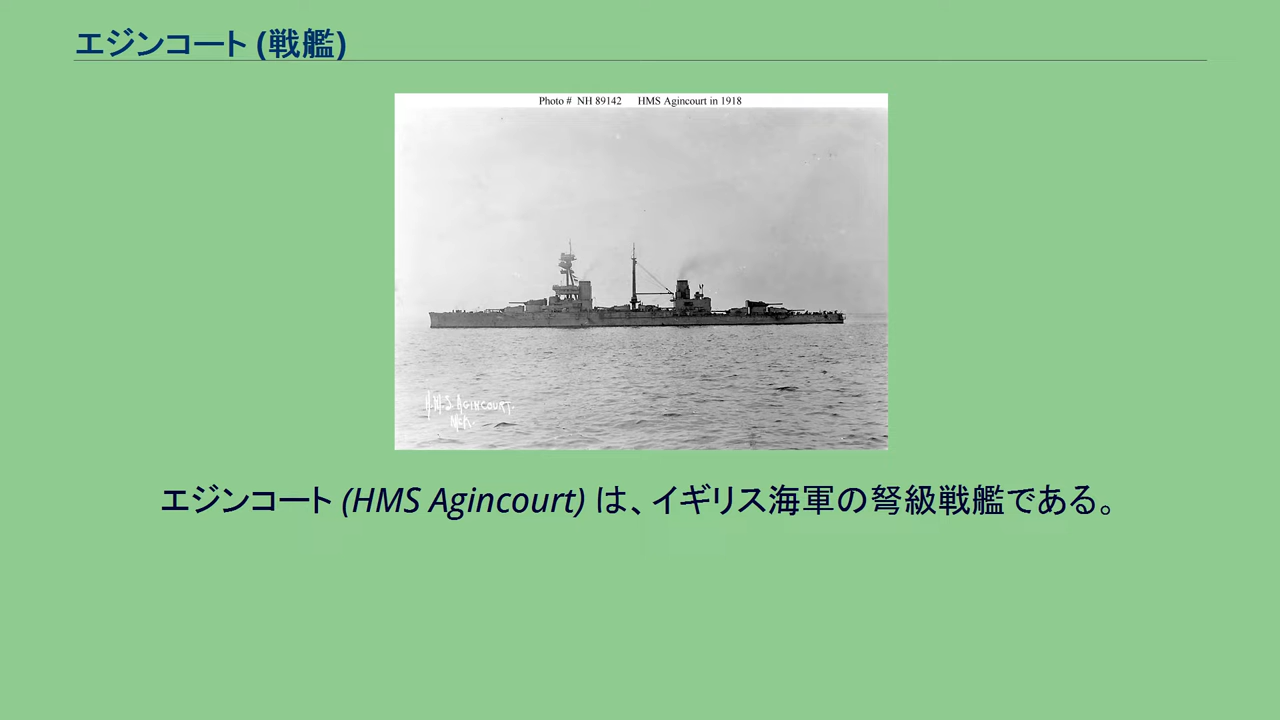 エジンコート (戦艦)
Photo # NH 89142 HMS Agincourt in 1918
H.M.S. AGINCOURT.
McK.
エジンコート (HMS Agincourt) は、イギリス海軍の弩級戦艦である。